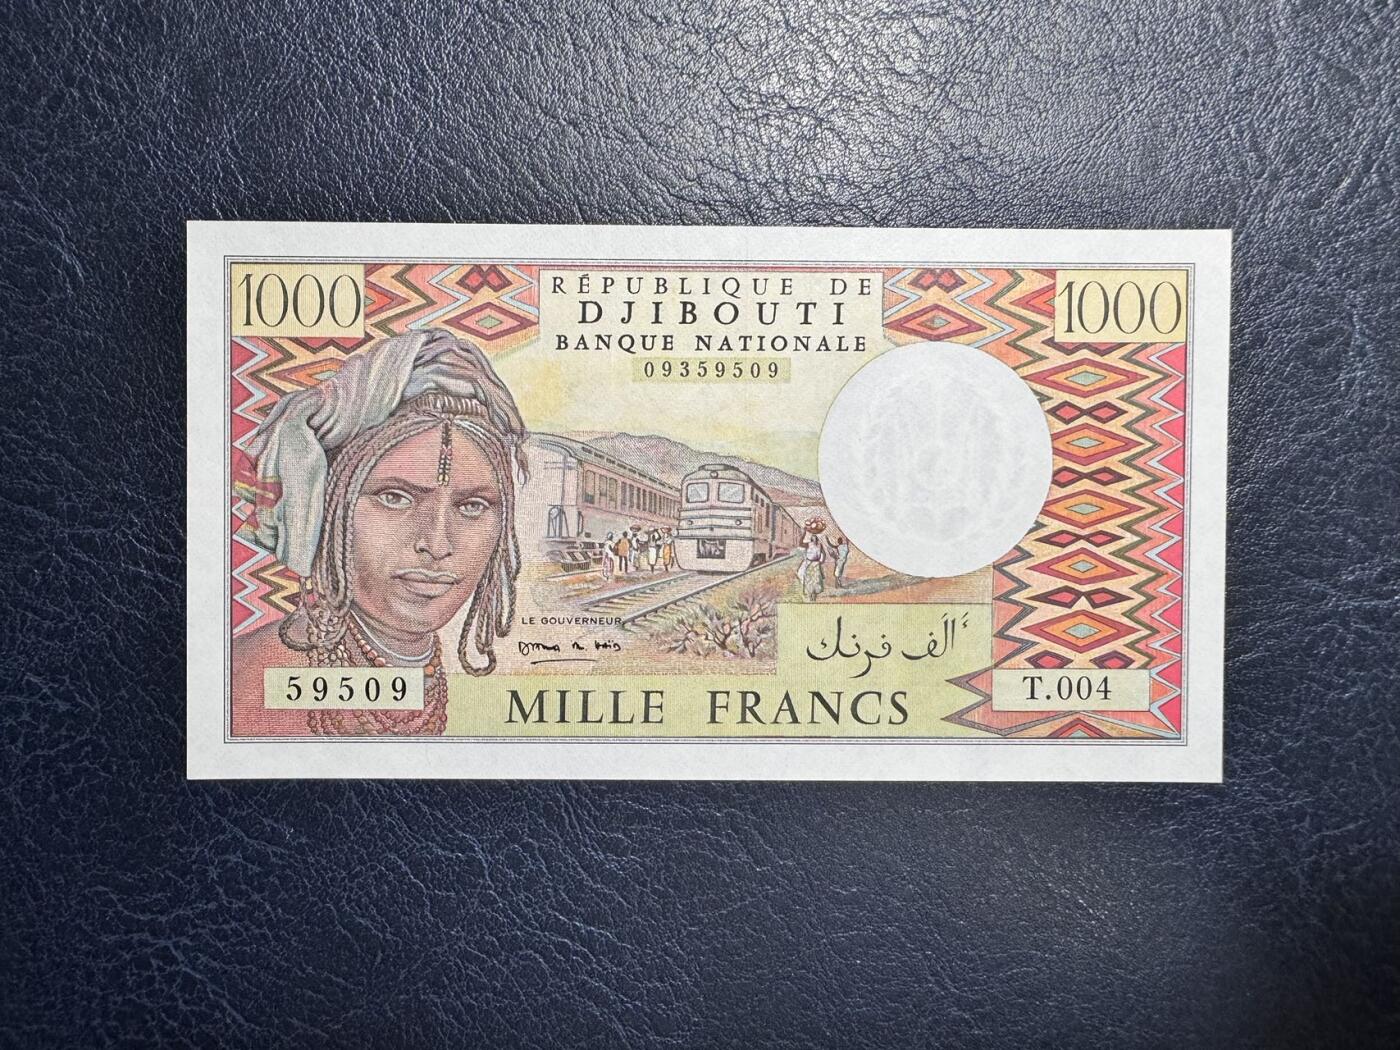 1000
RÉPUBLIQUE DE
DJIBOUTI
BANQUE NATIONALE
09359509
1000
LE GOUVERNEUR
ألف فرنك
59509
MILLE FRANCS
T.004